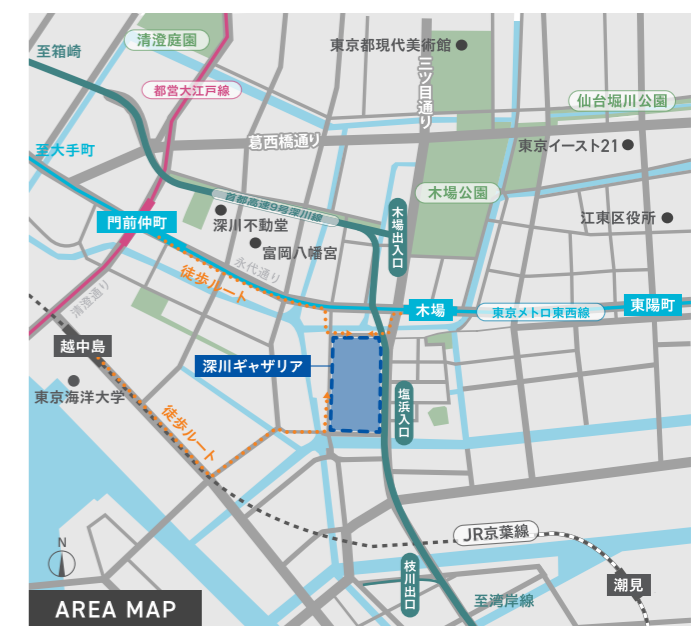 清澄庭園
東京都現代美術館
至箱崎
三ツ目通り
都営大江戸線
仙台堀川公園
葛西橋通り
東京イースト21
至大手町
木場公園
首都高速9号深川線
木場出入口
門前仲町
深川不動堂
江東区役所
富岡八幡宮
永代通り
徒歩ルート
清澄通り
木場
東京メトロ東西線
東陽町
越中島
深川ギャザリア
東京海洋大学
塩浜入口
徒歩ルート
JR京葉線
N
枝川出口
潮見
至湾岸線
AREA MAP